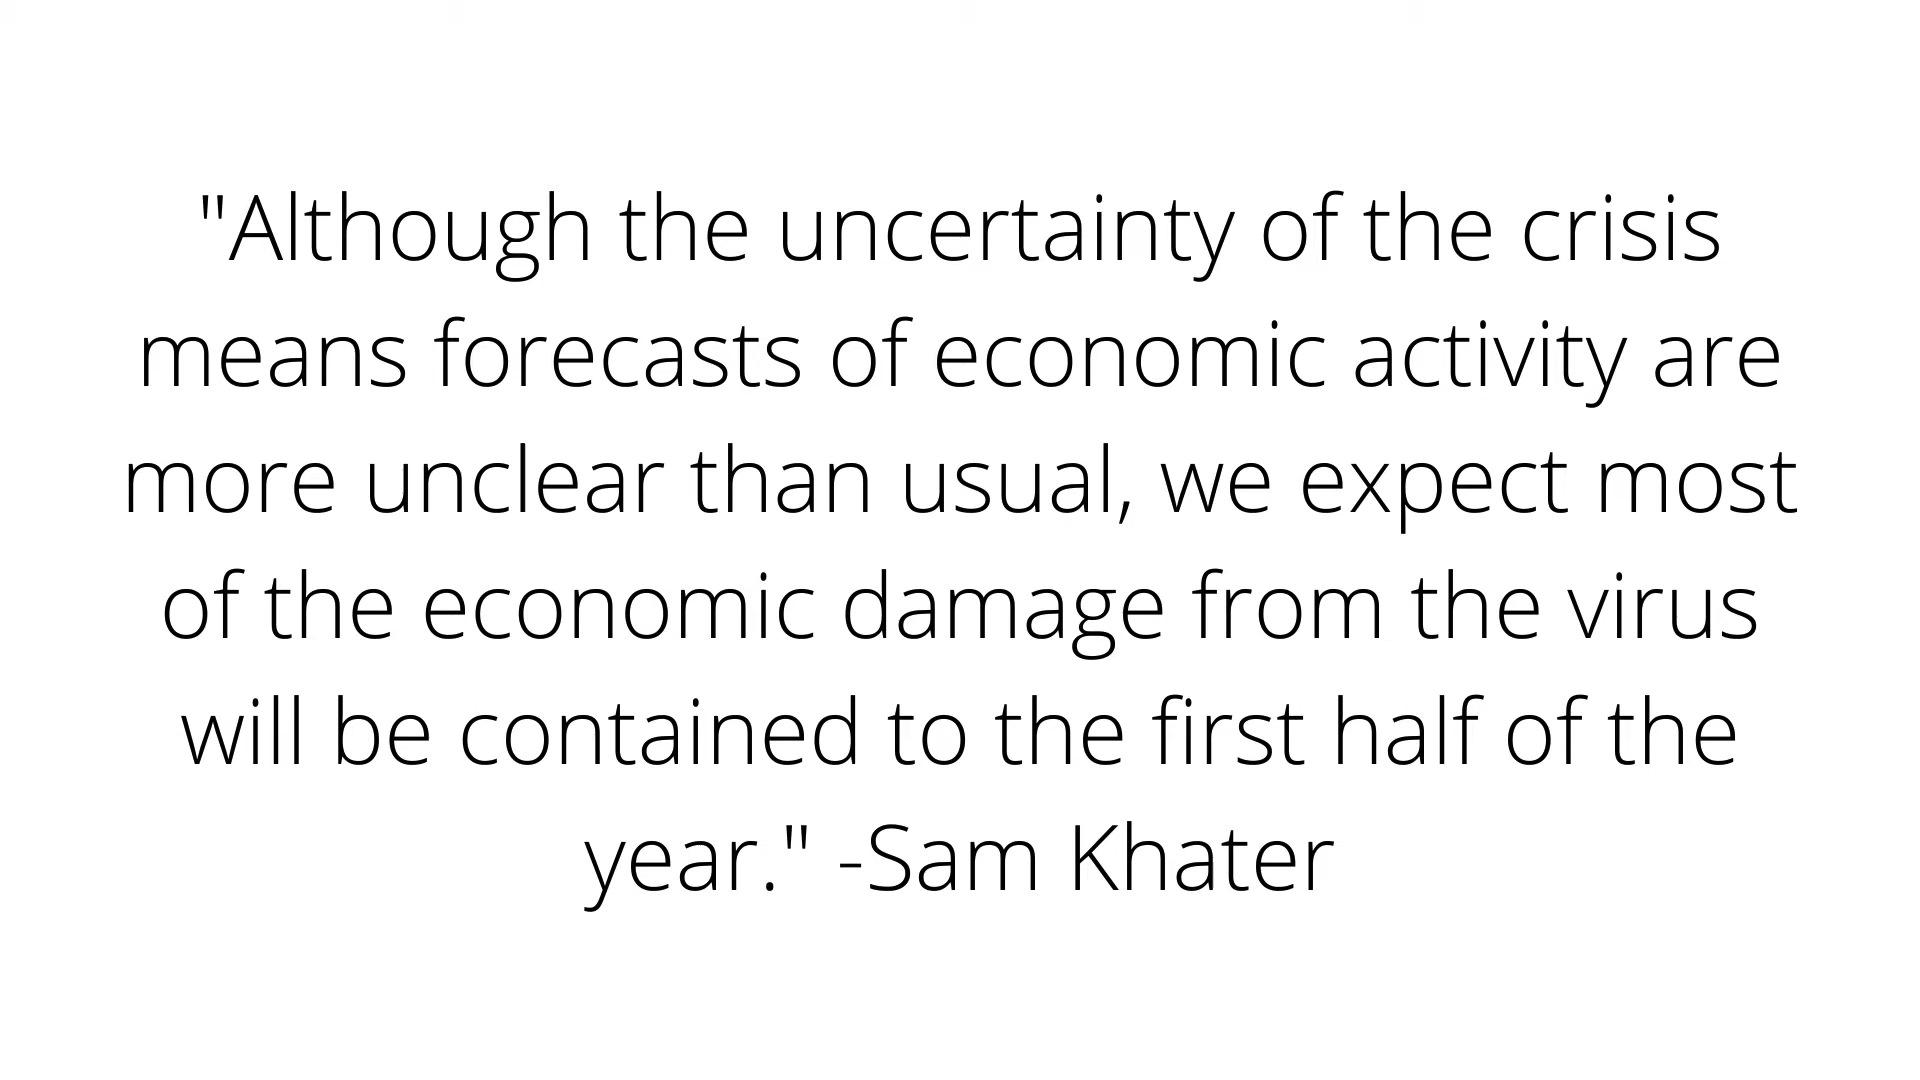 "Although the uncertainty of the crisis
means forecasts of economic activity are
more unclear than usual, we expect most
of the economic damage from the virus
will be contained to the first half of the
year." -Sam Khater